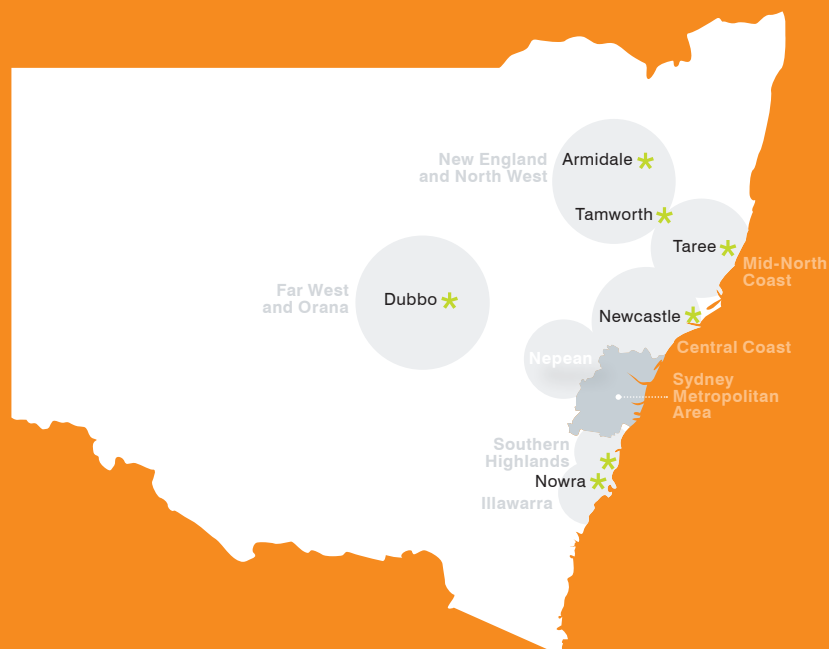 New England
and North West
Armidale
Tamworth
Taree
Mid-North
Coast
Far West
and Orana
Dubbo
Newcastle
Central Coast
Nepean
Sydney
Metropolitan
Area
Southern
Highlands
Nowra
Illawarra